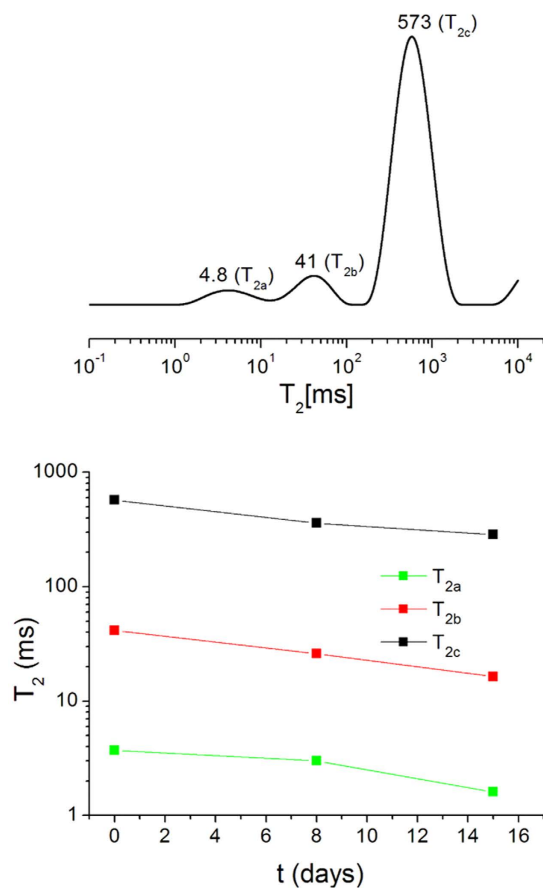 573 (T2c)
4.8 (T2a)
41 (T2b)
10-1 100 101 102 103 104
T2[ms]
1000
100
10
1
T2 (ms)
T2a
T2b
T2c
0 2 4 6 8 10 12 14 16
t (days)